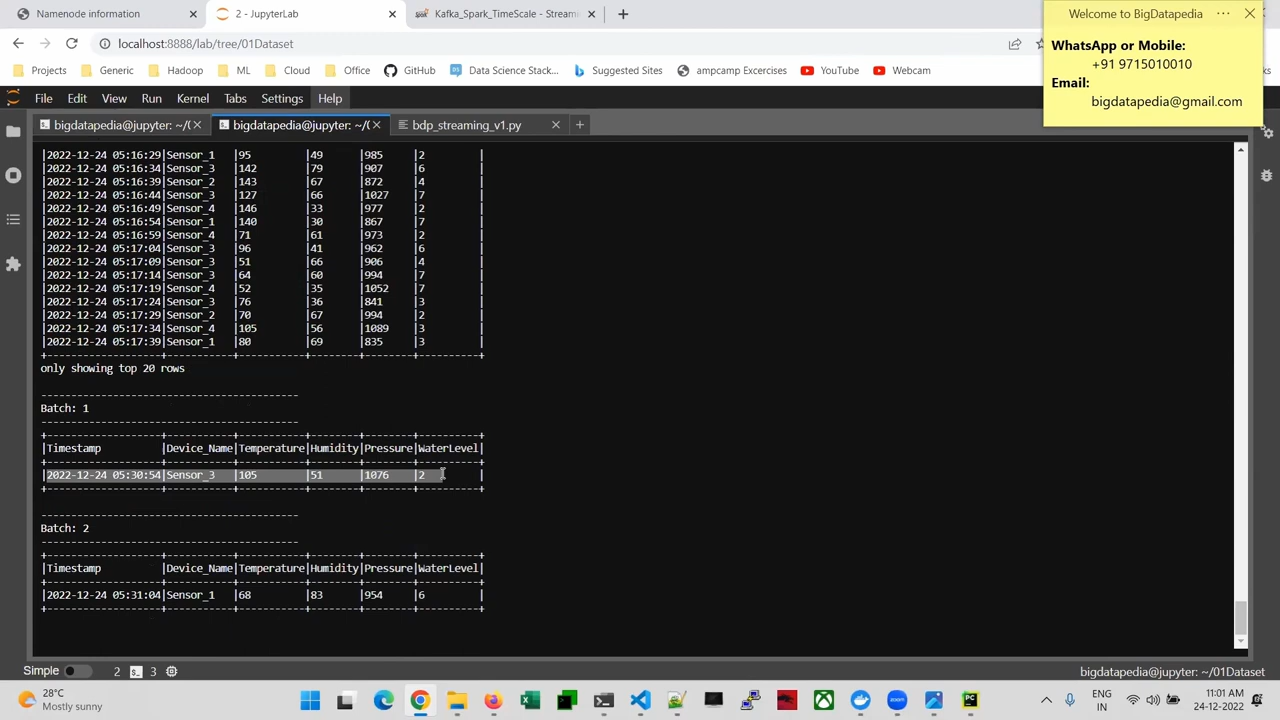 Namenode information
2 - JupyterLab
Kafka_Spark_TimeScale - Streami
Welcome to BigDatapedia
WhatsApp or Mobile:
+91 9715010010
Email:
bigdatapedia@gmail.com
localhost:8888/lab/tree/01Dataset
Projects Generic Hadoop ML Cloud Office GitHub Data Science Stack... Suggested Sites ampcamp Excercises YouTube Webcam
File Edit View Run Kernel Tabs Settings Help
bigdatapedia@jupyter: ~/( bigdatapedia@jupyter: ~/( bdp_streaming_v1.py
|2022-12-24 05:16:29|Sensor_1 |95 |49 |985 |2 |
|2022-12-24 05:16:34|Sensor_3 |142 |79 |907 |6 |
|2022-12-24 05:16:39|Sensor_2 |143 |67 |872 |4 |
|2022-12-24 05:16:44|Sensor_3 |127 |66 |1027 |7 |
|2022-12-24 05:16:49|Sensor_4 |146 |33 |977 |2 |
|2022-12-24 05:16:54|Sensor_1 |140 |30 |867 |7 |
|2022-12-24 05:16:59|Sensor_4 |71 |61 |973 |2 |
|2022-12-24 05:17:04|Sensor_3 |96 |41 |962 |6 |
|2022-12-24 05:17:09|Sensor_3 |51 |66 |906 |4 |
|2022-12-24 05:17:14|Sensor_3 |64 |60 |994 |7 |
|2022-12-24 05:17:19|Sensor_4 |52 |35 |1052 |7 |
|2022-12-24 05:17:24|Sensor_3 |76 |36 |841 |3 |
|2022-12-24 05:17:29|Sensor_2 |70 |67 |994 |2 |
|2022-12-24 05:17:34|Sensor_4 |105 |56 |1089 |3 |
|2022-12-24 05:17:39|Sensor_1 |80 |69 |835 |3 |
only showing top 20 rows
Batch: 1
|Timestamp |Device_Name|Temperature|Humidity|Pressure|WaterLevel|
|2022-12-24 05:30:54|Sensor_3 |105 |51 |1076 |2 |
Batch: 2
|Timestamp |Device_Name|Temperature|Humidity|Pressure|WaterLevel|
|2022-12-24 05:31:04|Sensor_1 |68 |83 |954 |6 |
Simple 2 3 bigdatapedia@jupyter: ~/01Dataset
28°C
Mostly sunny
ENG
IN
11:01 AM
24-12-2022